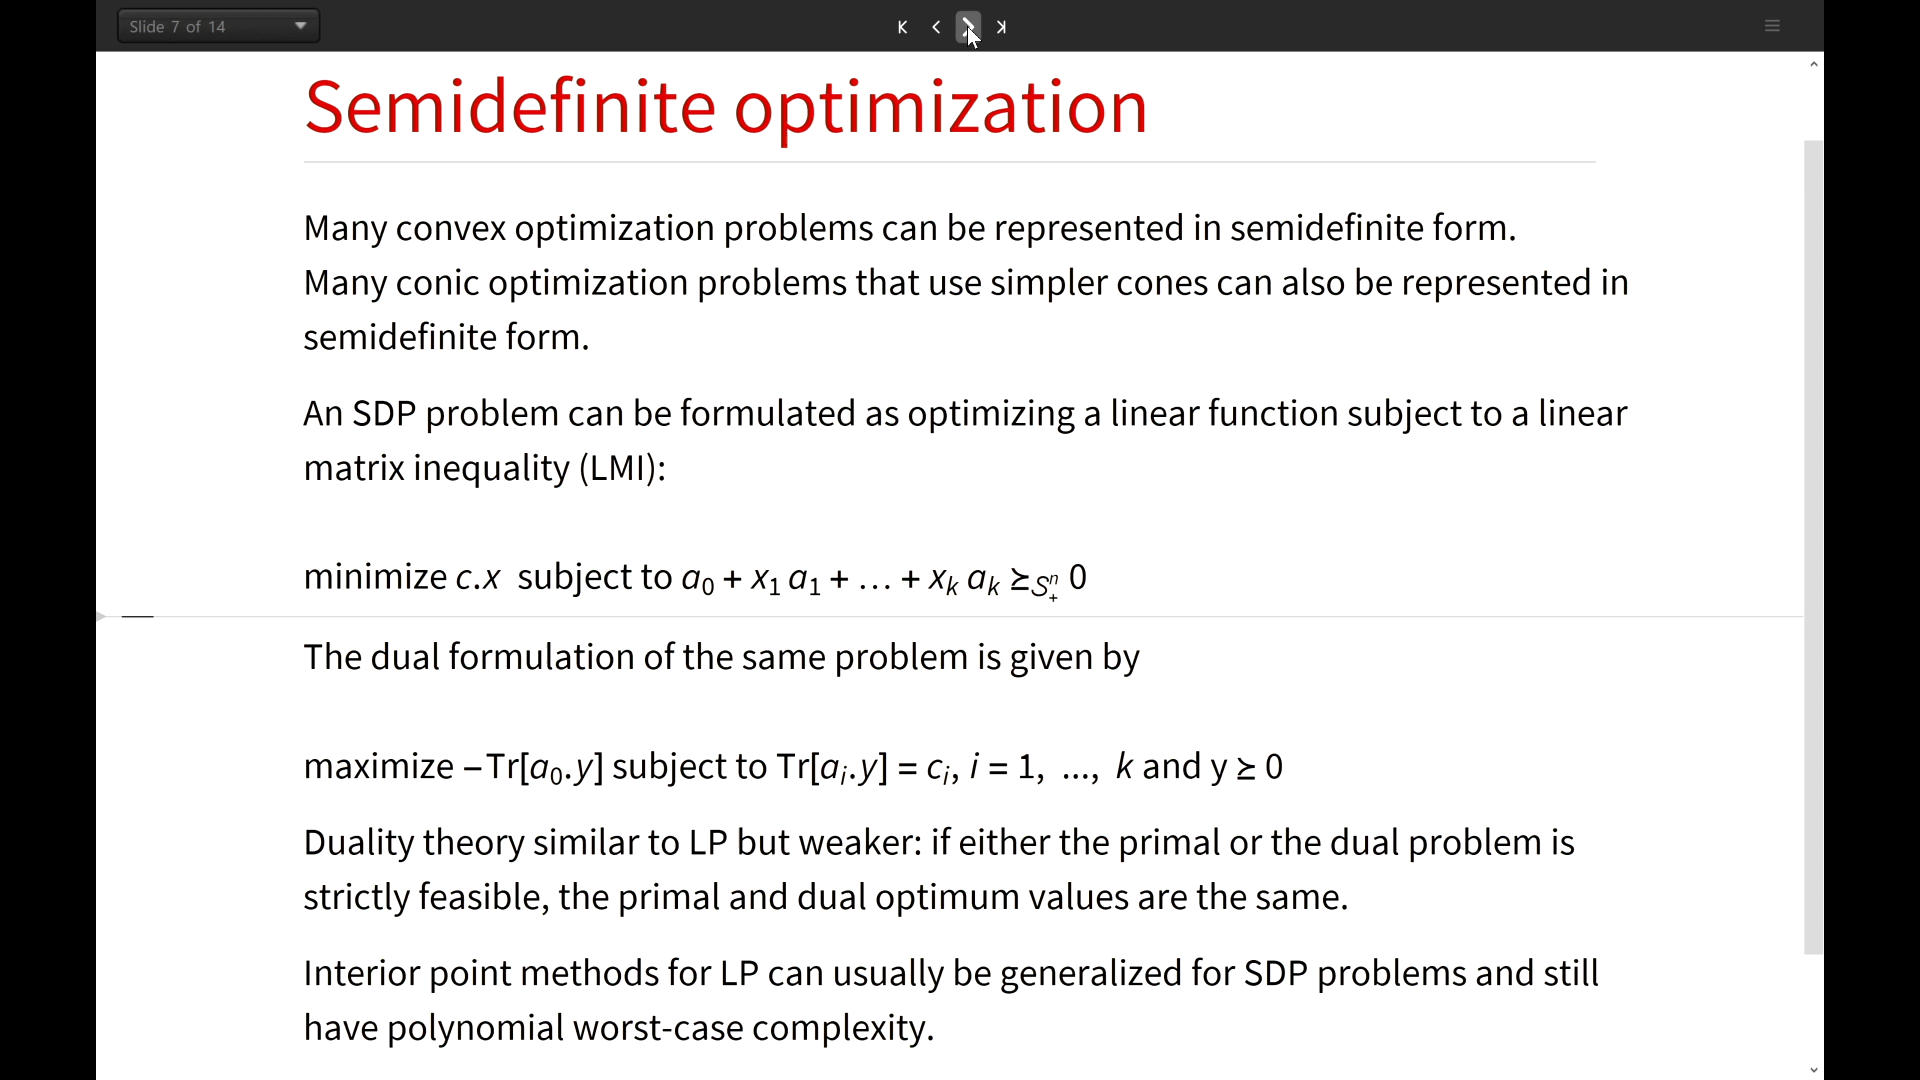 Slide 7 of 14
Semidefinite optimization
Many convex optimization problems can be represented in semidefinite form.
Many conic optimization problems that use simpler cones can also be represented in
semidefinite form.
An SDP problem can be formulated as optimizing a linear function subject to a linear
matrix inequality (LMI):
minimize c.x subject to a₀ + x₁ a₁ + … + xₖ aₖ ⪰_{S₊ⁿ} 0
The dual formulation of the same problem is given by
maximize –Tr[a₀.y] subject to Tr[aᵢ.y] = cᵢ, i = 1, ..., k and y ⪰ 0
Duality theory similar to LP but weaker: if either the primal or the dual problem is
strictly feasible, the primal and dual optimum values are the same.
Interior point methods for LP can usually be generalized for SDP problems and still
have polynomial worst-case complexity.